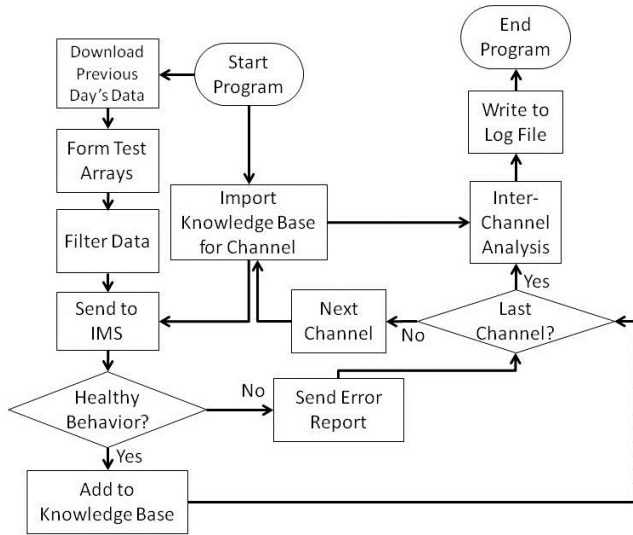 Download
Previous
Day's Data
Start
Program
End
Program
Write to
Log File
Form Test
Arrays
Import
Knowledge Base
for Channel
Inter-
Channel
Analysis
Filter Data
Yes
Send to
IMS
Next
Channel
No
Last
Channel?
Healthy
Behavior?
No
Send Error
Report
Yes
Add to
Knowledge Base